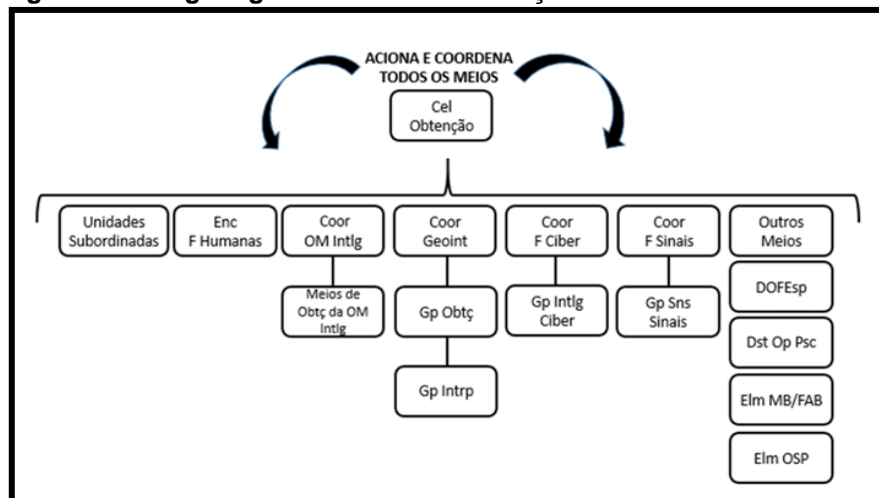 ACIONA E COORDENA
TODOS OS MEIOS
Cel
Obtenção
Unidades
Subordinadas
Enc
F Humanas
Coor
OM Intlg
Coor
Geoint
Coor
F Ciber
Coor
F Sinais
Outros
Meios
Meios de
Obtç da OM
Intlg
Gp Obtç
Gp Intlg
Ciber
Gp Sns
Sinais
DOFEsp
Dst Op Psc
Gp Intrp
Elm MB/FAB
Elm OSP